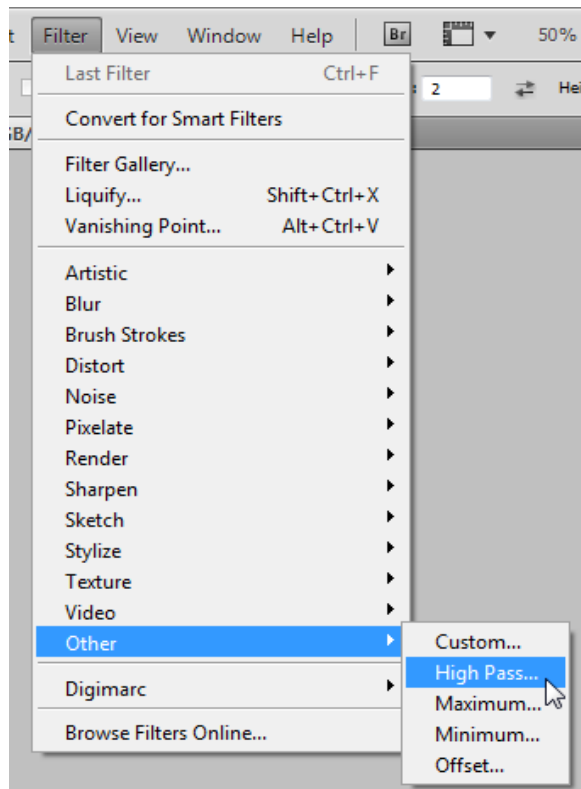 t Filter View Window Help Br 50%
Last Filter Ctrl+F : 2 Hei
Convert for Smart Filters
GB/
Filter Gallery...
Liquify... Shift+Ctrl+X
Vanishing Point... Alt+Ctrl+V
Artistic
Blur
Brush Strokes
Distort
Noise
Pixelate
Render
Sharpen
Sketch
Stylize
Texture
Video
Other Custom...
High Pass...
Digimarc
Maximum...
Browse Filters Online... Minimum...
Offset...